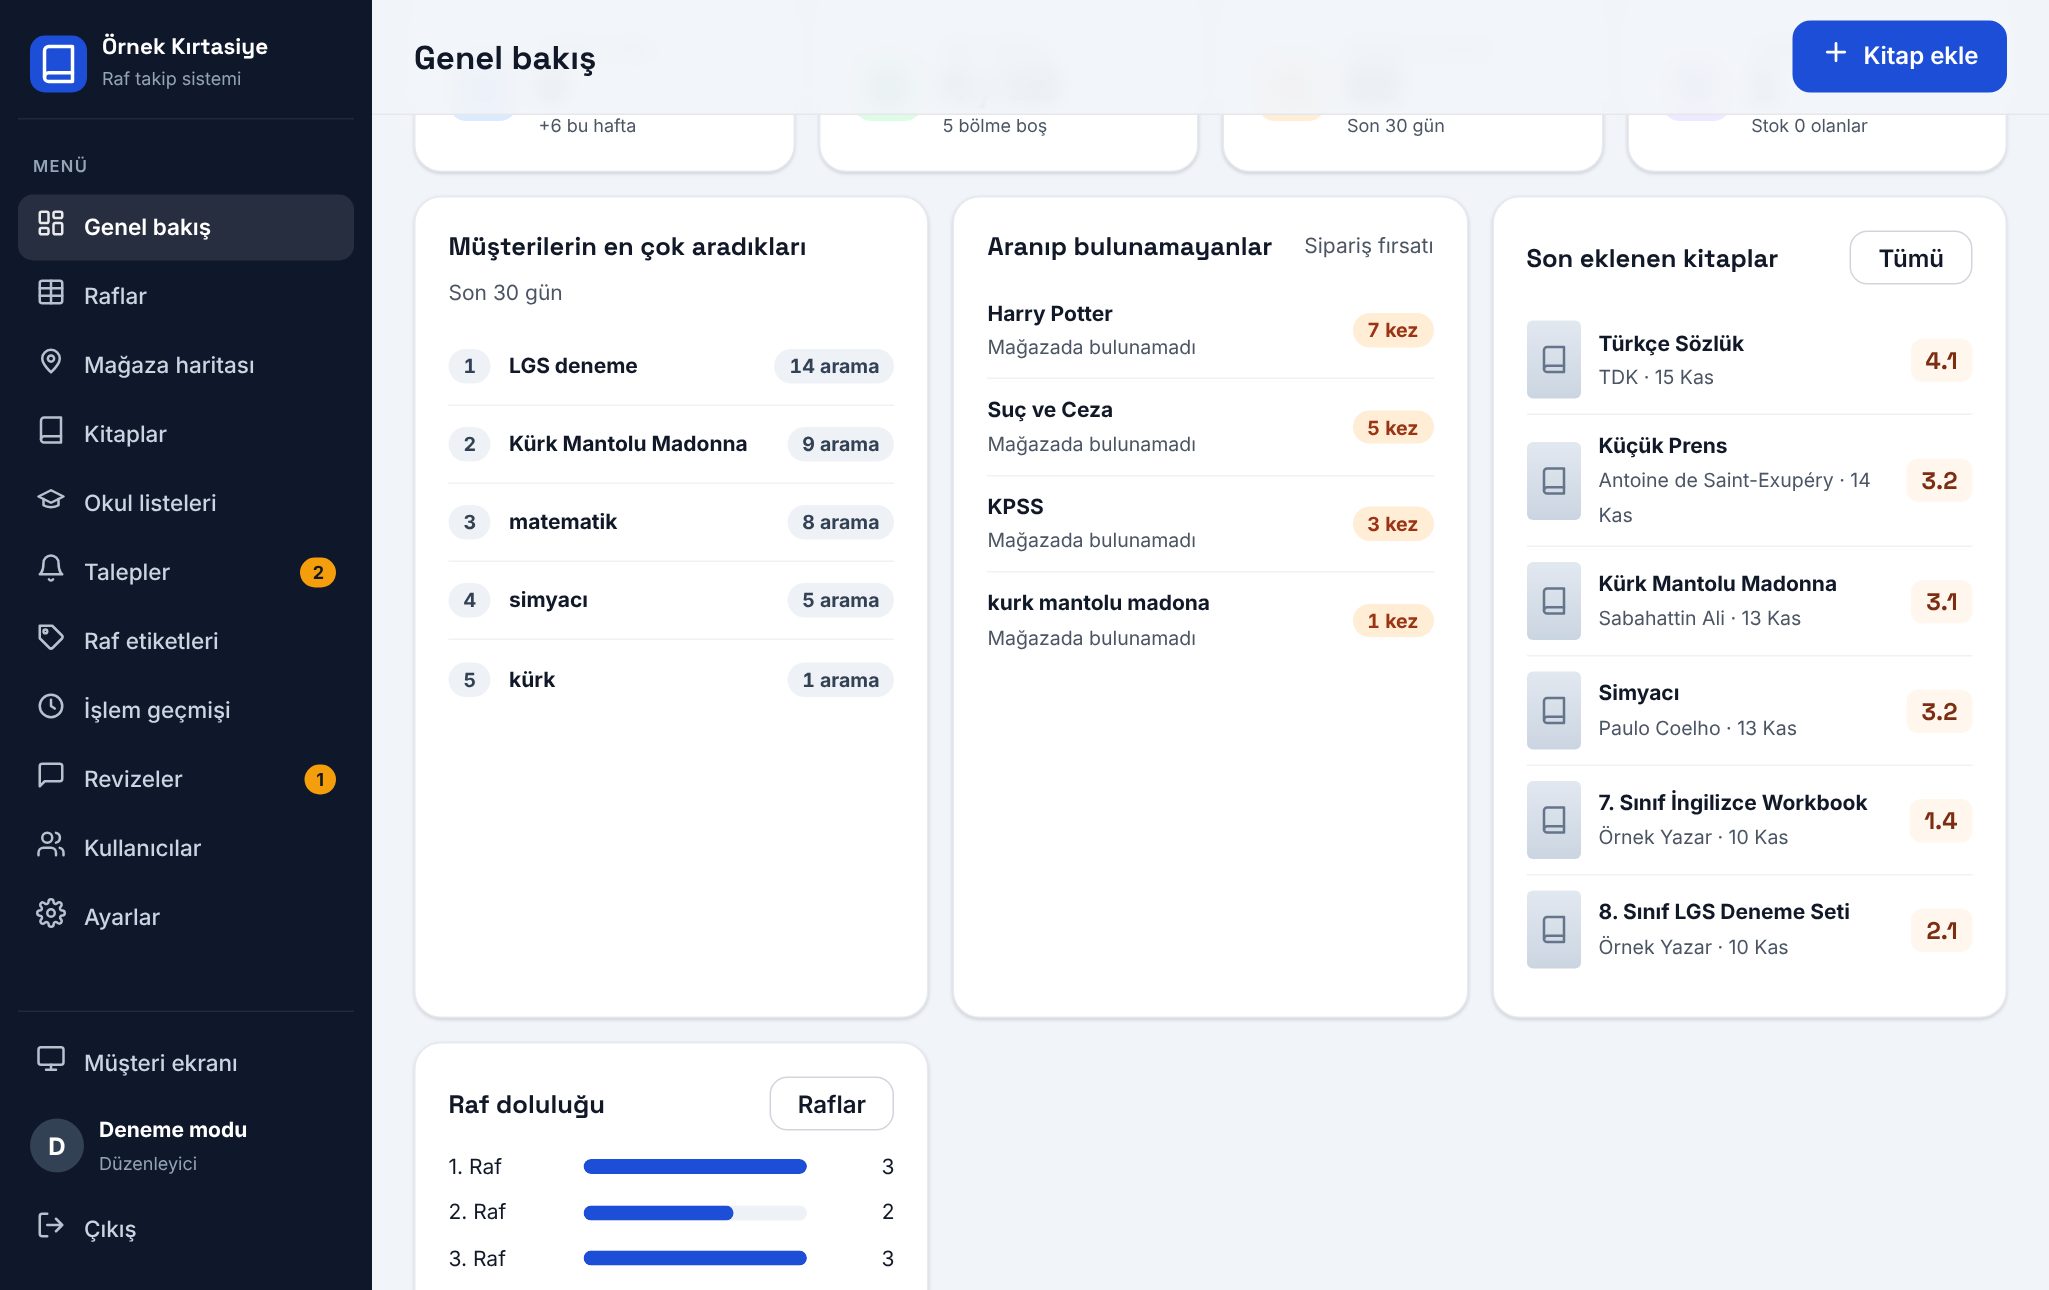 Örnek Kırtasiye
Raf takip sistemi
MENÜ
Genel bakış
Raflar
Mağaza haritası
Kitaplar
Okul listeleri
Talepler 2
Raf etiketleri
İşlem geçmişi
Revizeler 1
Kullanıcılar
Ayarlar
Müşteri ekranı
D
Deneme modu
Düzenleyici
Çıkış
Genel bakış
+ Kitap ekle
+6 bu hafta
5 bölme boş
Son 30 gün
Stok 0 olanlar
Müşterilerin en çok aradıkları
Son 30 gün
1 LGS deneme 14 arama
2 Kürk Mantolu Madonna 9 arama
3 matematik 8 arama
4 simyacı 5 arama
5 kürk 1 arama
Aranıp bulunamayanlar Sipariş fırsatı
Harry Potter
Mağazada bulunamadı
7 kez
Suç ve Ceza
Mağazada bulunamadı
5 kez
KPSS
Mağazada bulunamadı
3 kez
kurk mantolu madona
Mağazada bulunamadı
1 kez
Son eklenen kitaplar Tümü
Türkçe Sözlük
TDK · 15 Kas
4.1
Küçük Prens
Antoine de Saint-Exupéry · 14
Kas
3.2
Kürk Mantolu Madonna
Sabahattin Ali · 13 Kas
3.1
Simyacı
Paulo Coelho · 13 Kas
3.2
7. Sınıf İngilizce Workbook
Örnek Yazar · 10 Kas
1.4
8. Sınıf LGS Deneme Seti
Örnek Yazar · 10 Kas
2.1
Raf doluluğu Raflar
1. Raf 3
2. Raf 2
3. Raf 3